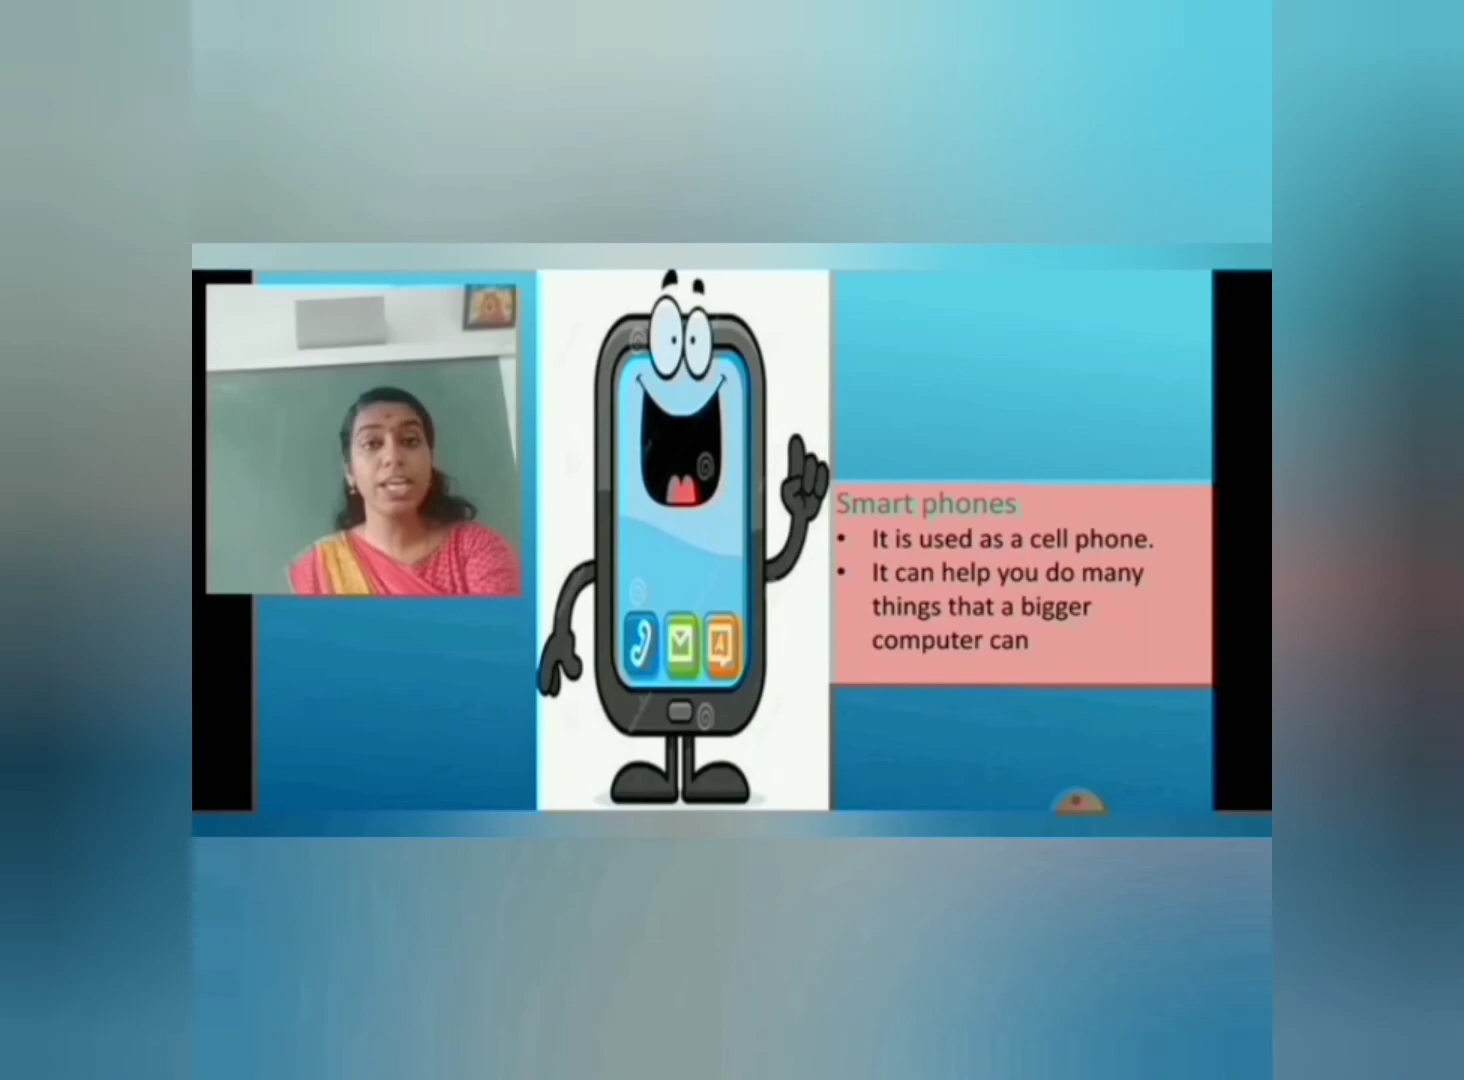 Smart phones
• It is used as a cell phone.
• It can help you do many
things that a bigger
computer can